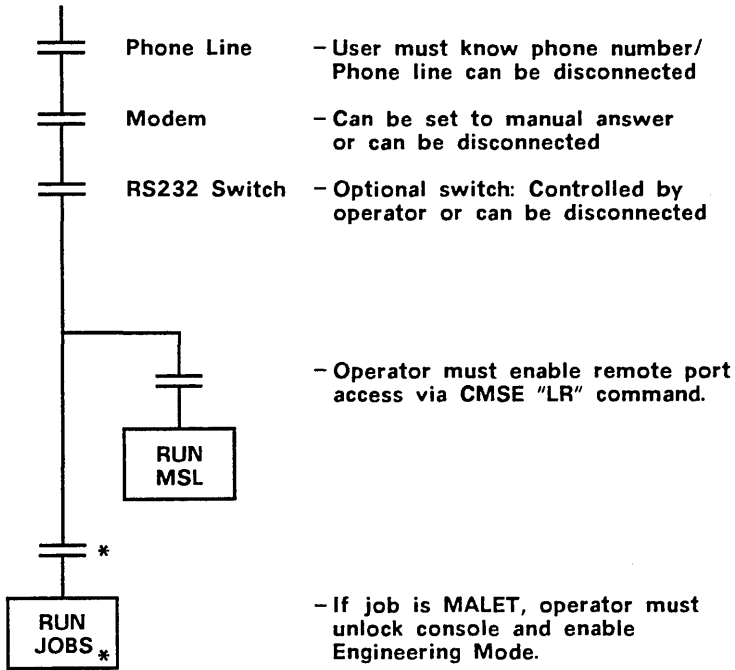 Phone Line – User must know phone number/
Phone line can be disconnected
Modem – Can be set to manual answer
or can be disconnected
RS232 Switch – Optional switch: Controlled by
operator or can be disconnected
– Operator must enable remote port
access via CMSE "LR" command.
RUN
MSL
*
– If job is MALET, operator must
unlock console and enable
Engineering Mode.
RUN
JOBS *